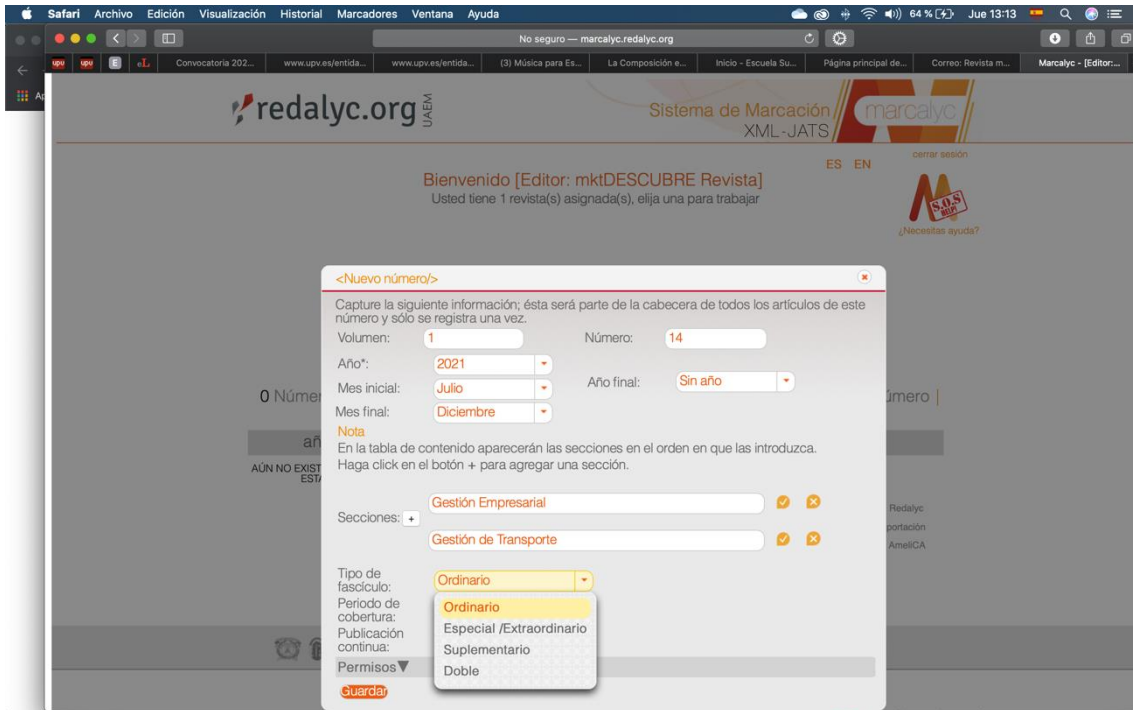 Safari Archivo Edición Visualización Historial Marcadores Ventana Ayuda 64 % Jue 13:13
No seguro — marcalyc.redalyc.org
upv upv E eL Convocatoria 202... www.upv.es/entida... www.upv.es/entida... (3) Música para Es... La Composición e... Inicio - Escuela Su... Página principal de... Correo: Revista m... Marcalyc - [Editor:...
redalyc.org UAEM
Sistema de Marcación
XML-JATS
marcalyc
ES EN
cerrar sesión
Bienvenido [Editor: mktDESCUBRE Revista]
Usted tiene 1 revista(s) asignada(s), elija una para trabajar
S.O.S
HELP!
¿Necesitas ayuda?
<Nuevo número/>
Capture la siguiente información; ésta será parte de la cabecera de todos los artículos de este
número y sólo se registra una vez.
Volumen: 1 Número: 14
Año*: 2021
Mes inicial: Julio Año final: Sin año
Mes final: Diciembre
0 Númer
úmero |
Nota
En la tabla de contenido aparecerán las secciones en el orden en que las introduzca.
Haga click en el botón + para agregar una sección.
añ
AÚN NO EXIST
ESTA
Secciones: +
Gestión Empresarial
Gestión de Transporte
Redalyc
portación
AmeliCA
Tipo de
fascículo: Ordinario
Periodo de
cobertura:
Publicación
continua:
Ordinario
Especial /Extraordinario
Suplementario
Doble
Permisos▼
Guardar